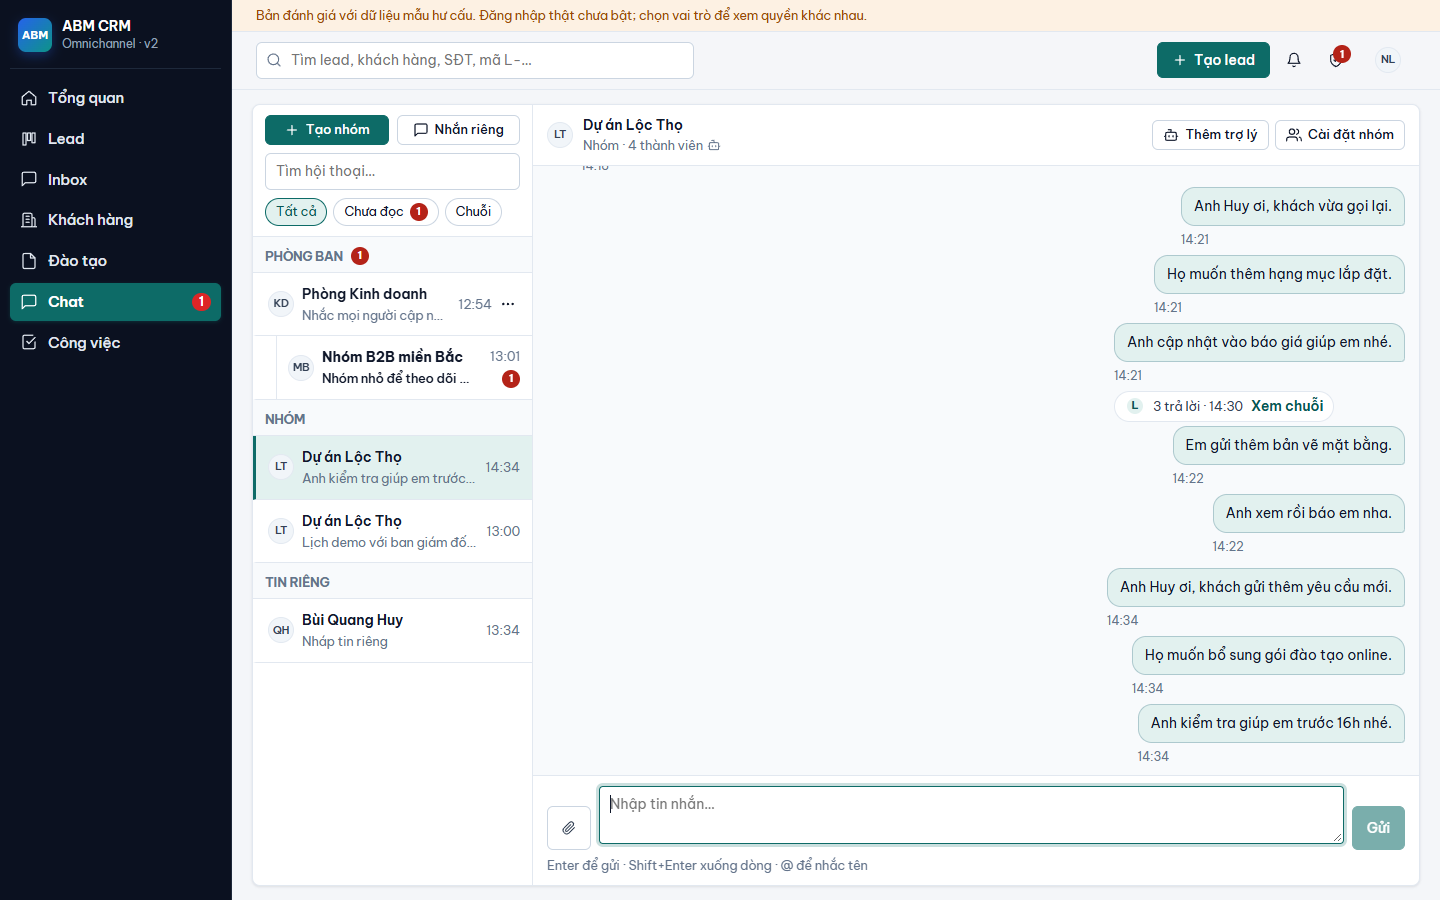 Bản đánh giá với dữ liệu mẫu hư cấu. Đăng nhập thật chưa bật; chọn vai trò để xem quyền khác nhau.
ABM
ABM CRM
Omnichannel · v2
Tổng quan
Lead
Inbox
Khách hàng
Đào tạo
Chat 1
Công việc
Tìm lead, khách hàng, SĐT, mã L-...
+ Tạo lead
1
NL
+ Tạo nhóm
Nhắn riêng
Tìm hội thoại...
Tất cả
Chưa đọc 1
Chuỗi
PHÒNG BAN 1
KD
Phòng Kinh doanh
12:54 ...
Nhắc mọi người cập n...
MB
Nhóm B2B miền Bắc
13:01
Nhóm nhỏ để theo dõi ...
1
NHÓM
LT
Dự án Lộc Thọ
14:34
Anh kiểm tra giúp em trước...
LT
Dự án Lộc Thọ
13:00
Lịch demo với ban giám đố...
TIN RIÊNG
QH
Bùi Quang Huy
13:34
Nháp tin riêng
LT
Dự án Lộc Thọ
Nhóm · 4 thành viên
Thêm trợ lý
Cài đặt nhóm
Anh Huy ơi, khách vừa gọi lại.
14:21
Họ muốn thêm hạng mục lắp đặt.
14:21
Anh cập nhật vào báo giá giúp em nhé.
14:21
L 3 trả lời · 14:30 Xem chuỗi
Em gửi thêm bản vẽ mặt bằng.
14:22
Anh xem rồi báo em nha.
14:22
Anh Huy ơi, khách gửi thêm yêu cầu mới.
14:34
Họ muốn bổ sung gói đào tạo online.
14:34
Anh kiểm tra giúp em trước 16h nhé.
14:34
Nhập tin nhắn...
Gửi
Enter để gửi · Shift+Enter xuống dòng · @ để nhắc tên